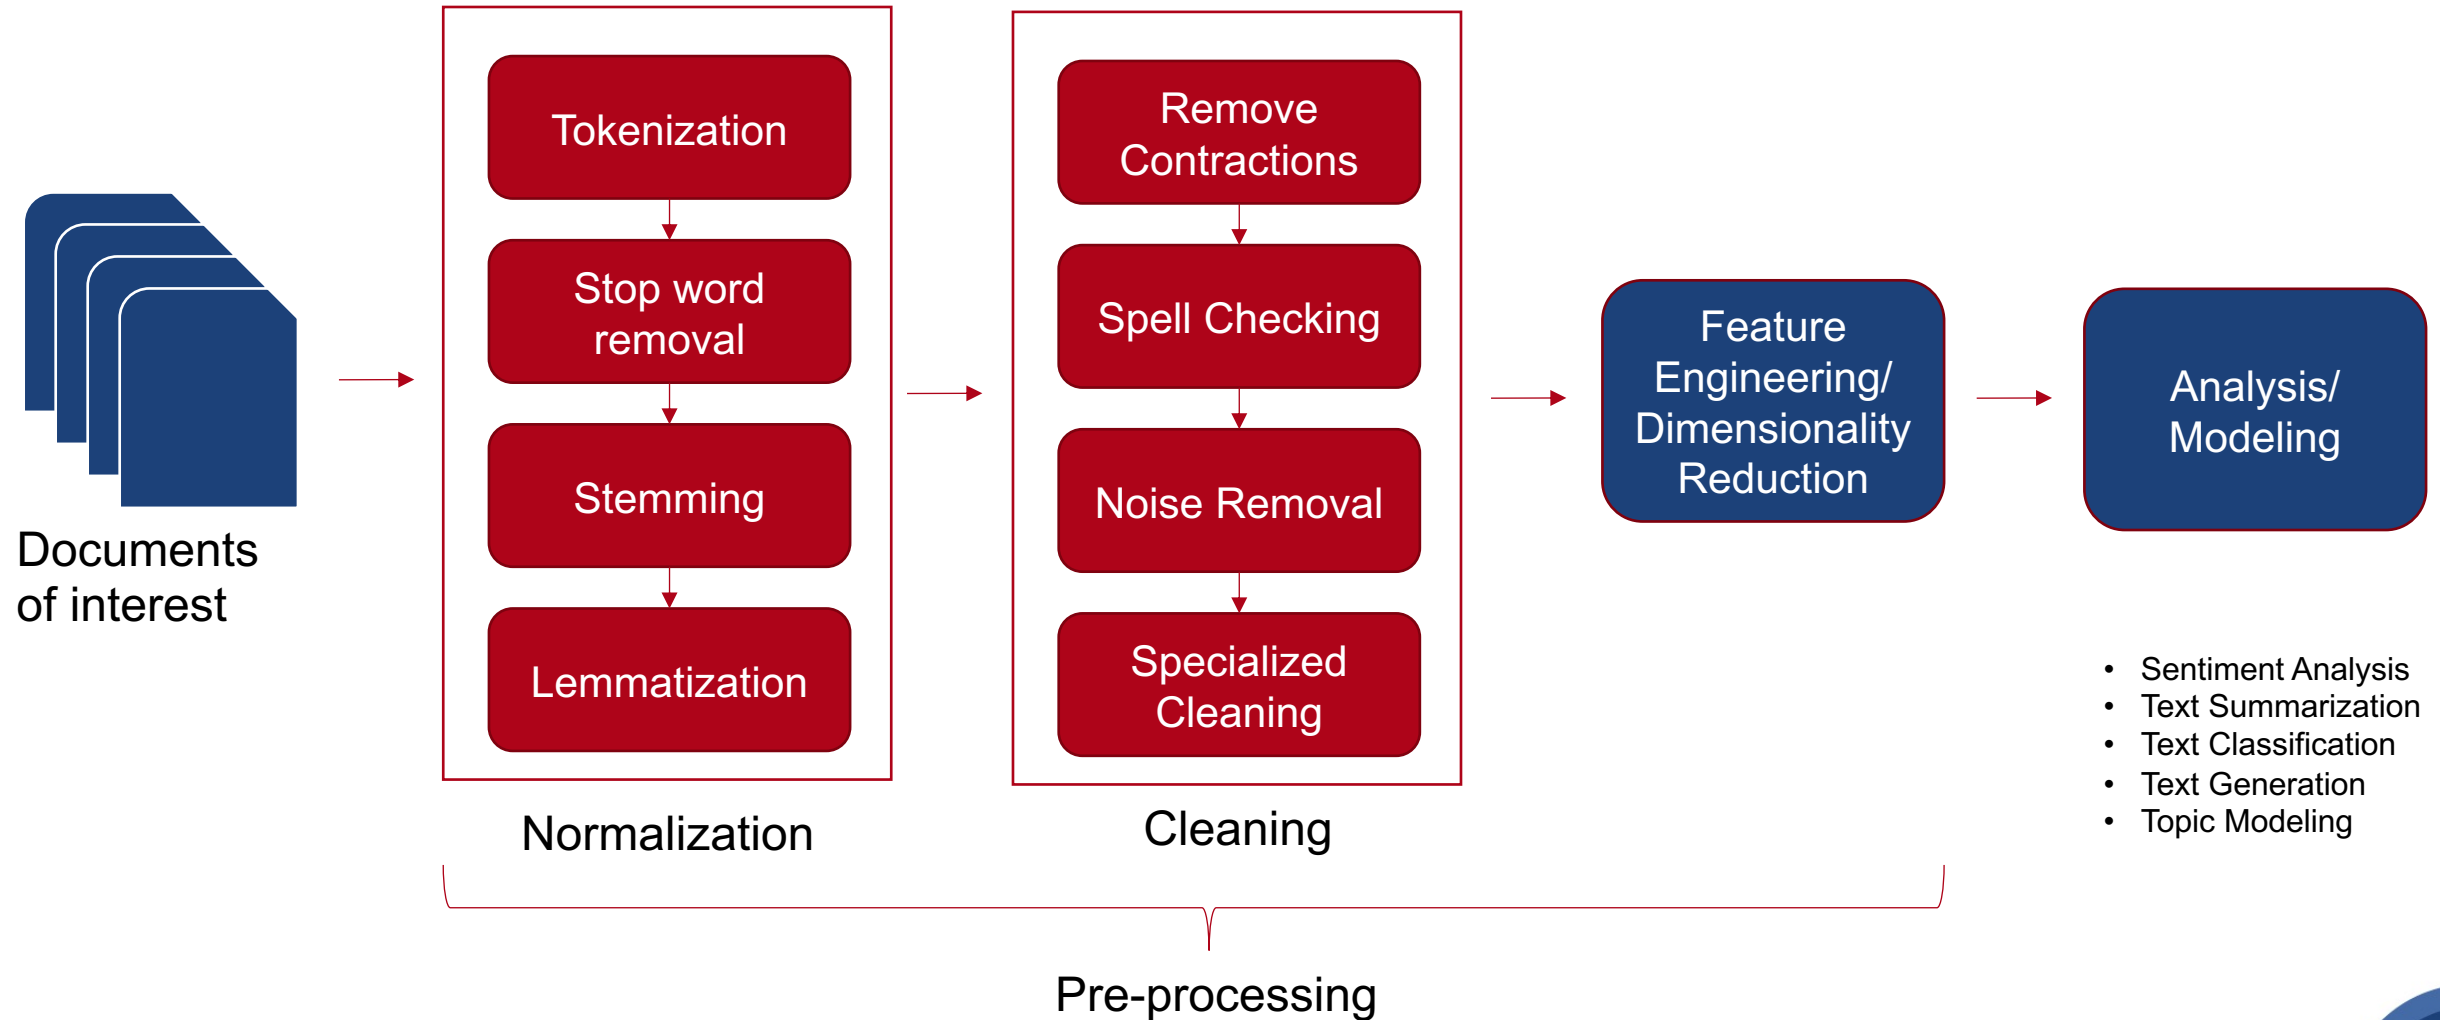 Documents
of interest
Tokenization
Stop word
removal
Stemming
Lemmatization
Normalization
Remove
Contractions
Spell Checking
Noise Removal
Specialized
Cleaning
Cleaning
Feature
Engineering/
Dimensionality
Reduction
Analysis/
Modeling
• Sentiment Analysis
• Text Summarization
• Text Classification
• Text Generation
• Topic Modeling
Pre-processing